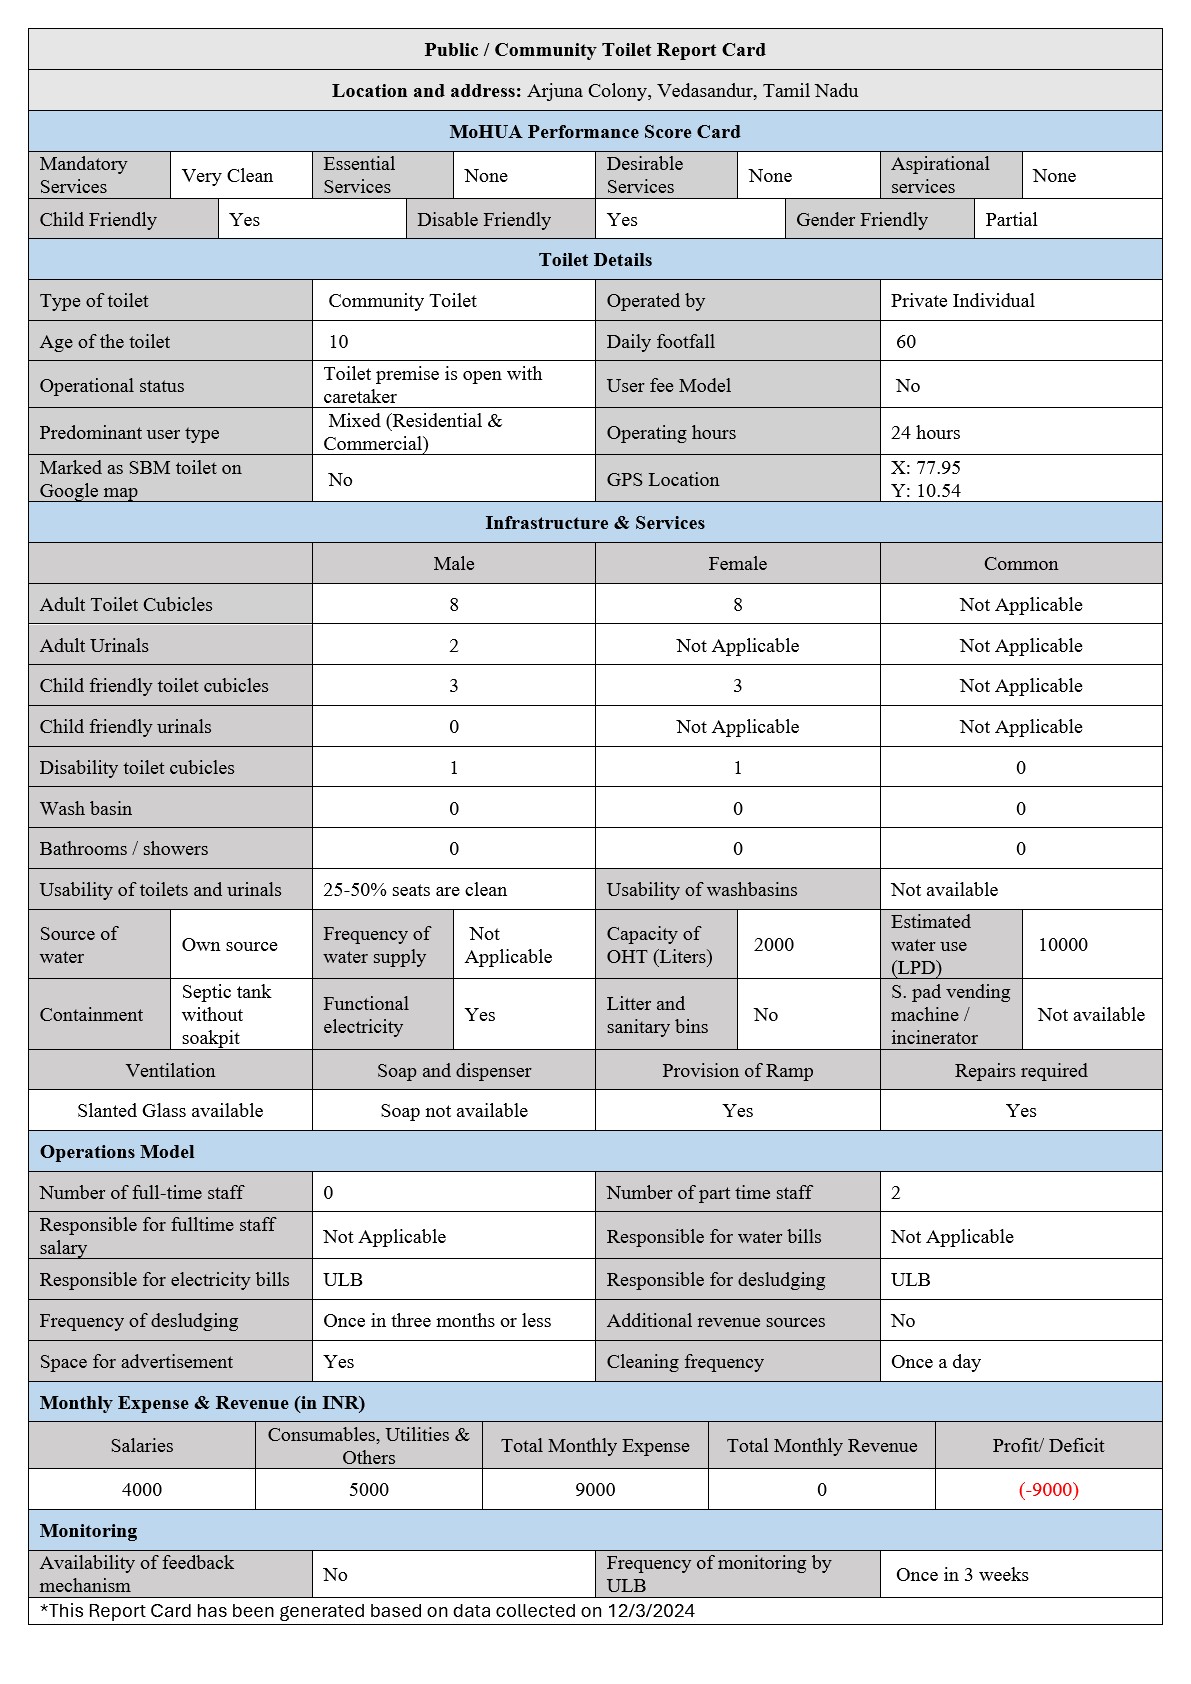 Public / Community Toilet Report Card
Location and address: Arjuna Colony, Vedasandur, Tamil Nadu
MoHUA Performance Score Card
Mandatory Services Very Clean Essential Services None Desirable Services None Aspirational services None
Child Friendly Yes Disable Friendly Yes Gender Friendly Partial
Toilet Details
Type of toilet Community Toilet Operated by Private Individual
Age of the toilet 10 Daily footfall 60
Operational status Toilet premise is open with caretaker User fee Model No
Predominant user type Mixed (Residential & Commercial) Operating hours 24 hours
Marked as SBM toilet on Google map No GPS Location X: 77.95 Y: 10.54
Infrastructure & Services
Male Female Common
Adult Toilet Cubicles 8 8 Not Applicable
Adult Urinals 2 Not Applicable Not Applicable
Child friendly toilet cubicles 3 3 Not Applicable
Child friendly urinals 0 Not Applicable Not Applicable
Disability toilet cubicles 1 1 0
Wash basin 0 0 0
Bathrooms / showers 0 0 0
Usability of toilets and urinals 25-50% seats are clean Usability of washbasins Not available
Source of water Own source Frequency of water supply Not Applicable Capacity of OHT (Liters) 2000 Estimated water use (LPD) 10000
Containment Septic tank without soakpit Functional electricity Yes Litter and sanitary bins No S. pad vending machine / incinerator Not available
Ventilation Soap and dispenser Provision of Ramp Repairs required
Slanted Glass available Soap not available Yes Yes
Operations Model
Number of full-time staff 0 Number of part time staff 2
Responsible for fulltime staff salary Not Applicable Responsible for water bills Not Applicable
Responsible for electricity bills ULB Responsible for desludging ULB
Frequency of desludging Once in three months or less Additional revenue sources No
Space for advertisement Yes Cleaning frequency Once a day
Monthly Expense & Revenue (in INR)
Salaries Consumables, Utilities & Others Total Monthly Expense Total Monthly Revenue Profit/ Deficit
4000 5000 9000 0 (-9000)
Monitoring
Availability of feedback mechanism No Frequency of monitoring by ULB Once in 3 weeks
*This Report Card has been generated based on data collected on 12/3/2024